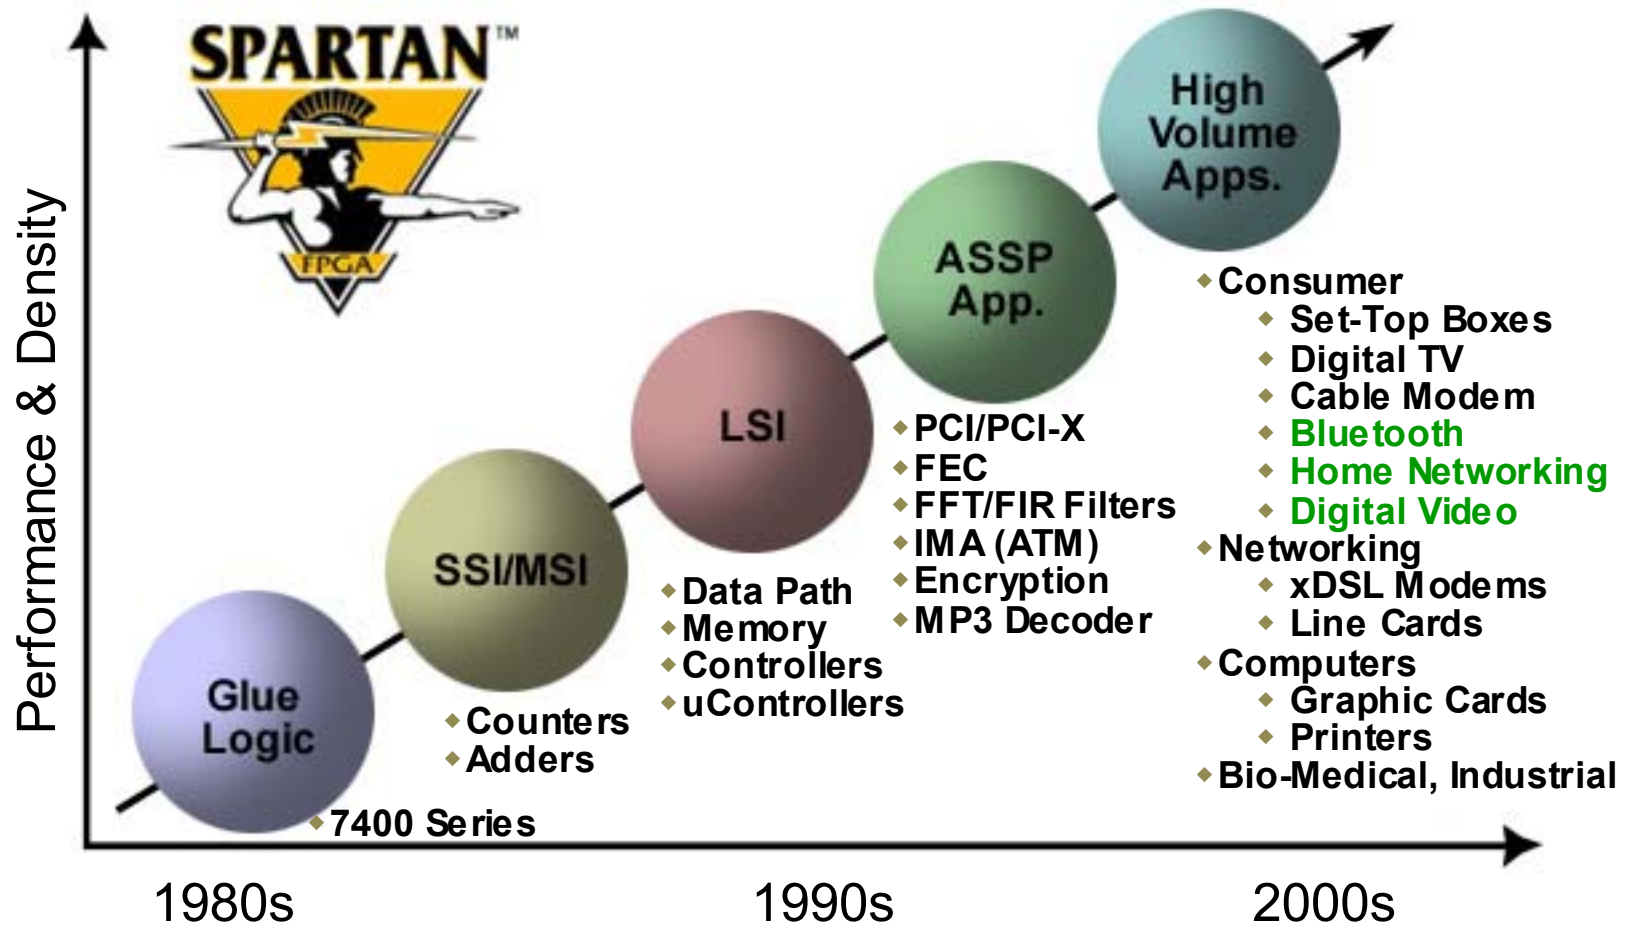 SPARTAN™
FPGA
Performance & Density
High
Volume
Apps.
ASSP
App.
LSI
SSI/MSI
Glue
Logic
7400 Series
Counters
Adders
Data Path
Memory
Controllers
uControllers
PCI/PCI-X
FEC
FFT/FIR Filters
IMA (ATM)
Encryption
MP3 Decoder
Consumer
Set-Top Boxes
Digital TV
Cable Modem
Bluetooth
Home Networking
Digital Video
Networking
xDSL Modems
Line Cards
Computers
Graphic Cards
Printers
Bio-Medical, Industrial
1980s
1990s
2000s